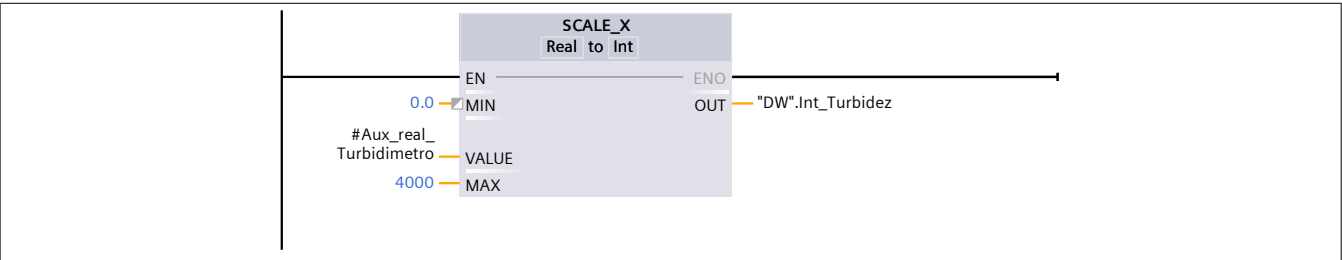 SCALE_X
Real to Int
EN ENO
0.0 MIN OUT "DW".Int_Turbidez
#Aux_real_
Turbidimetro VALUE
4000 MAX